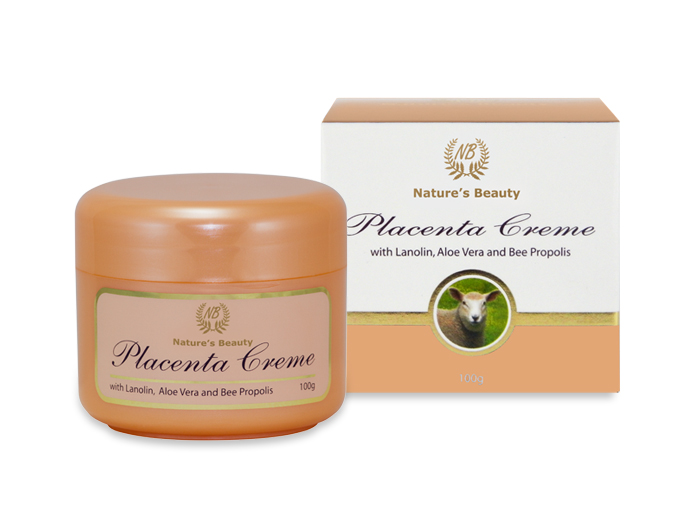 NB
Nature's Beauty
Placenta Creme
with Lanolin, Aloe Vera and Bee Propolis
100g
NB
Nature's Beauty
Placenta Creme
100g
with Lanolin, Aloe Vera and Bee Propolis